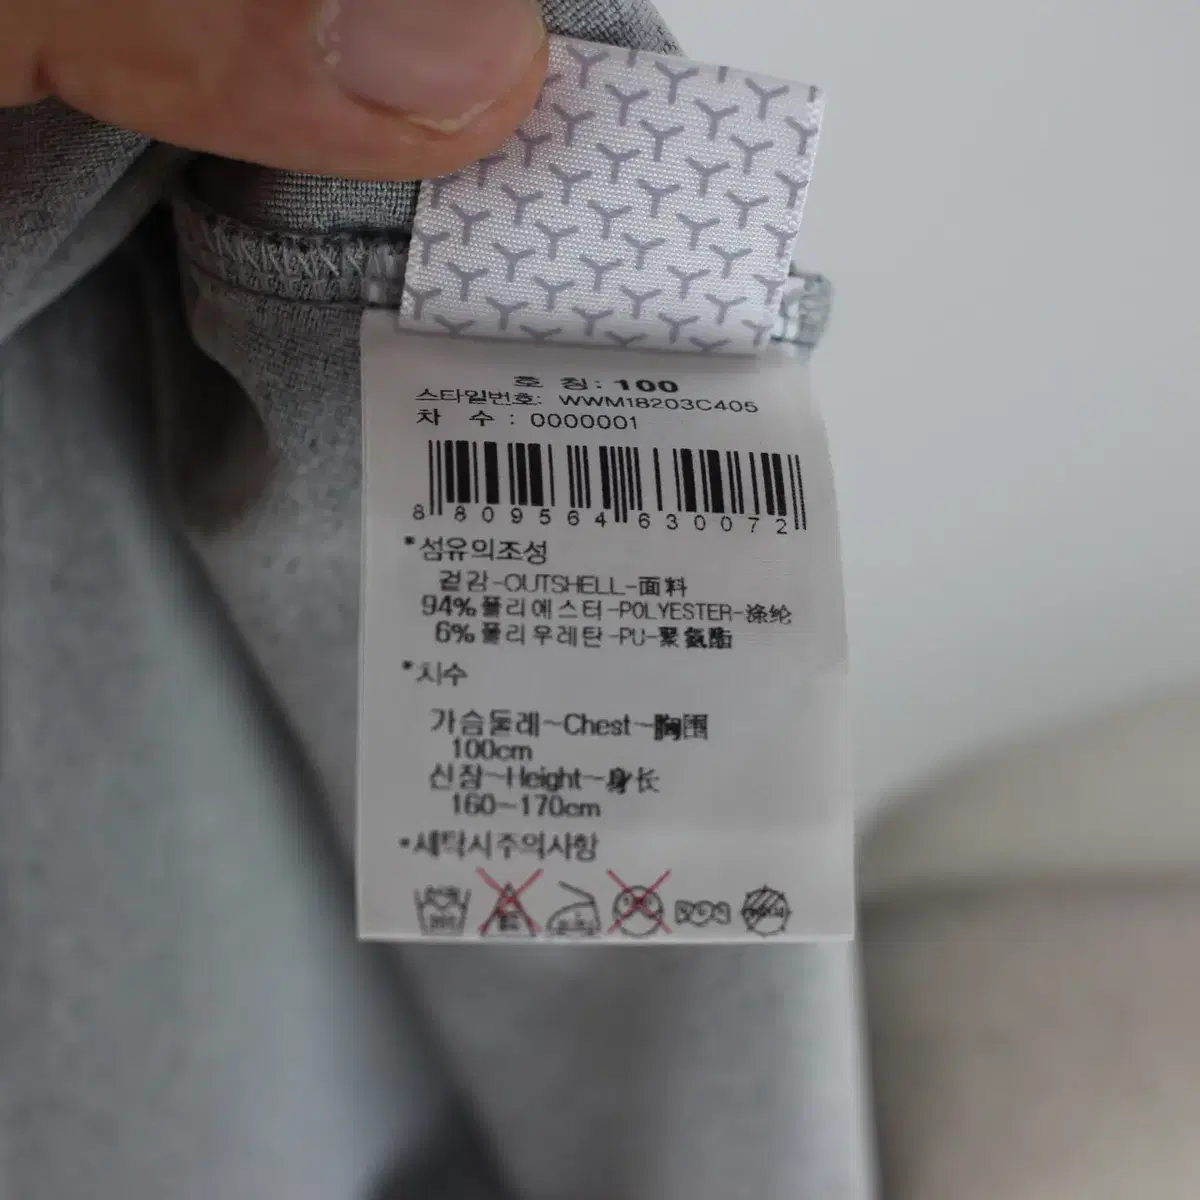 호 칭: 100
스타일번호: WWM18203C405
차 수 : 0000001
8 809564 630072
*섬유의조성
겉감-OUTSHELL-面料
94%폴리에스터-POLYESTER-涤纶
6%폴리우레탄-PU-聚氨酯
*치수
가슴둘레~Chest~胸围
100cm
신장~Height~身长
160~170cm
*세탁시주의사항